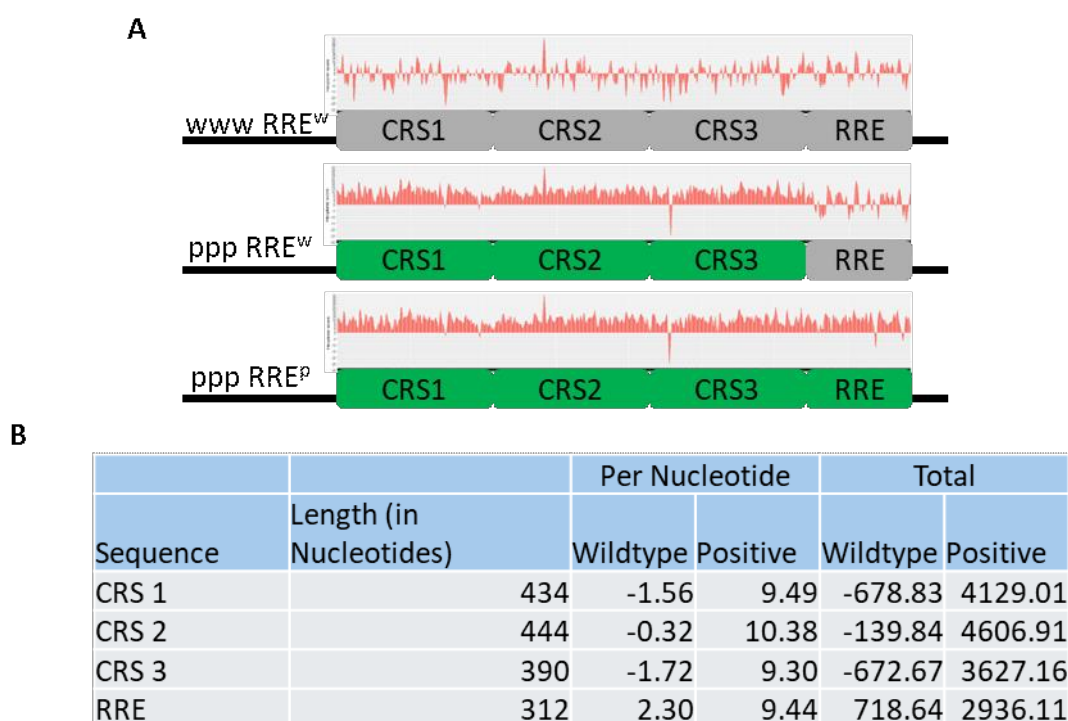 A
www RREʷ
CRS1 CRS2 CRS3 RRE
ppp RREʷ
CRS1 CRS2 CRS3 RRE
ppp RREᵖ
CRS1 CRS2 CRS3 RRE
B
Per Nucleotide Total
Length (in
Sequence Nucleotides) Wildtype Positive Wildtype Positive
CRS 1 434 -1.56 9.49 -678.83 4129.01
CRS 2 444 -0.32 10.38 -139.84 4606.91
CRS 3 390 -1.72 9.30 -672.67 3627.16
RRE 312 2.30 9.44 718.64 2936.11